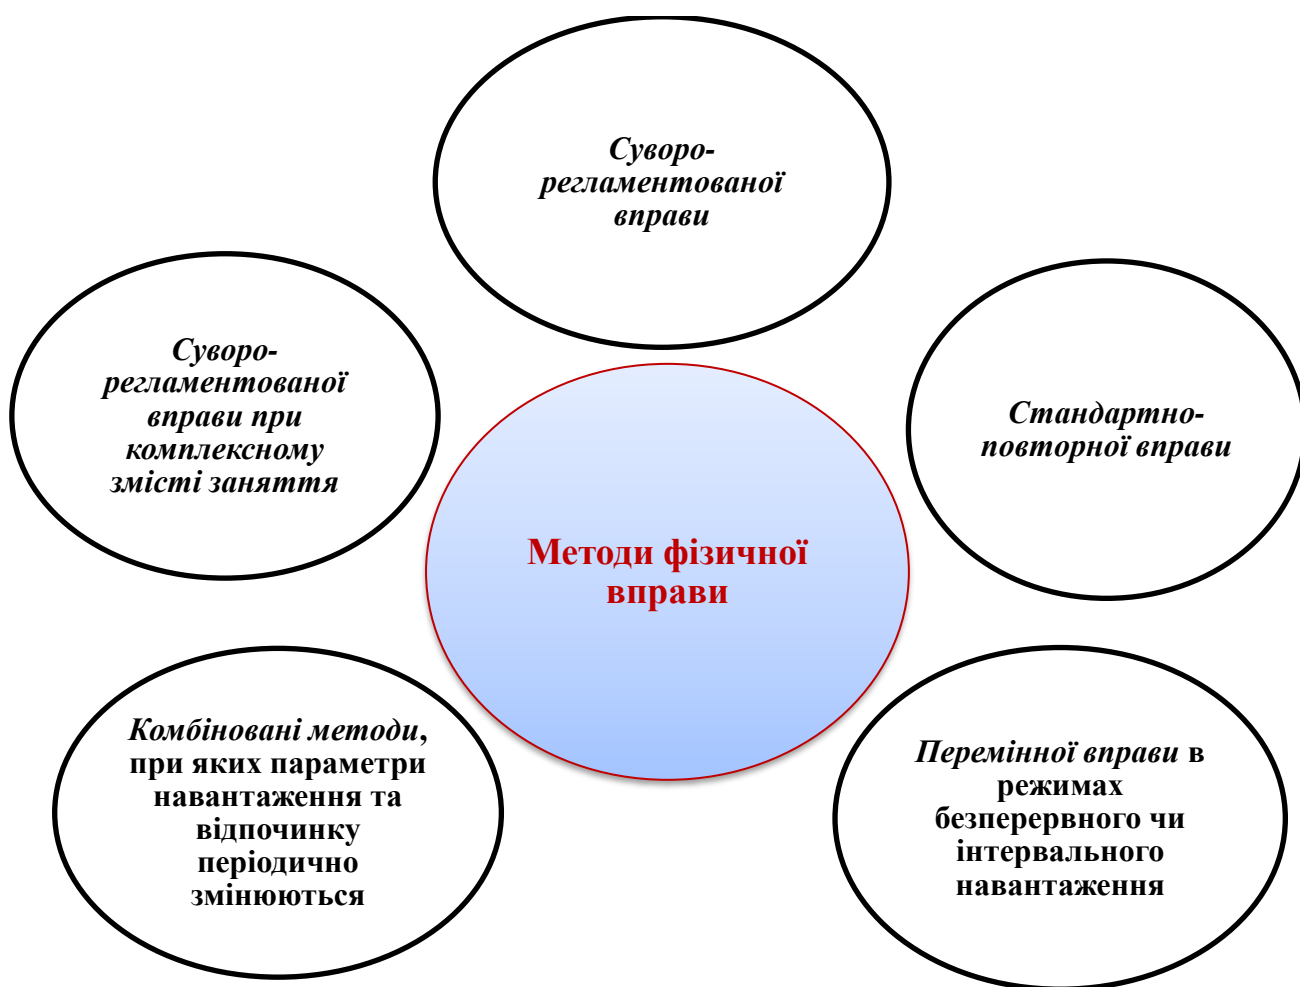 Суворо-
регламентованої
вправи
Суворо-
регламентованої
вправи при
комплексному
змісті заняття
Стандартно-
повторної вправи
Методи фізичної
вправи
Комбіновані методи,
при яких параметри
навантаження та
відпочинку
періодично
змінюються
Перемінної вправи в
режимах
безперервного чи
інтервального
навантаження